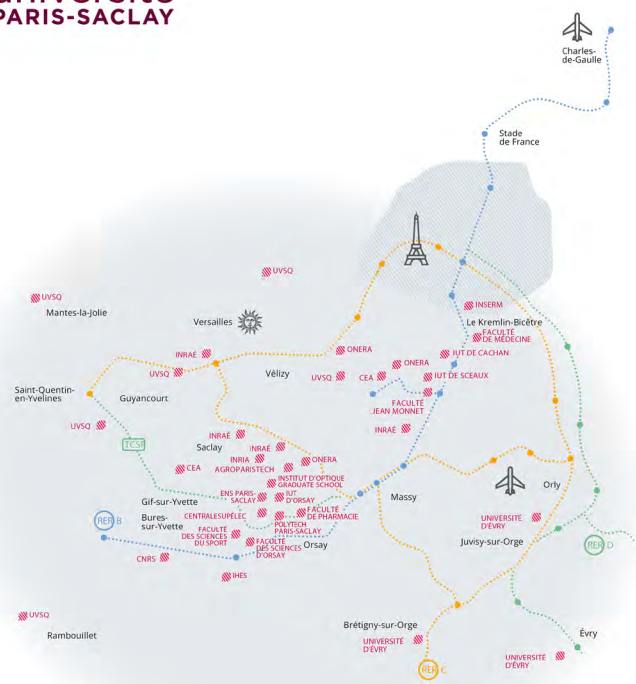 PARIS-SACLAY
Charles-
de-Gaulle
Stade
de France
UVSQ
UVSQ
Mantes-la-Jolie
INSERM
Versailles
Le Kremlin-Bicêtre
FACULTÉ
DE MÉDECINE
ONERA
IUT DE CACHAN
INRAÉ
ONERA
UVSQ
Vélizy
UVSQ
CEA
IUT DE SCEAUX
Saint-Quentin-
en-Yvelines
Guyancourt
FACULTÉ
JEAN MONNET
UVSQ
INRAÉ
INRAÉ
TCSP
Saclay
INRAÉ
INRIA
ONERA
CEA
AGROPARISTECH
INSTITUT D'OPTIQUE
GRADUATE SCHOOL
Massy
Orly
ENS PARIS-
SACLAY
IUT
D'ORSAY
Gif-sur-Yvette
CENTRALESUPÉLEC
FACULTÉ
DE PHARMACIE
UNIVERSITÉ
D'ÉVRY
RER B
Bures-
sur-Yvette
POLYTECH
PARIS-SACLAY
FACULTÉ
DES SCIENCES
DU SPORT
FACULTÉ
DES SCIENCES
D'ORSAY
Orsay
Juvisy-sur-Orge
RER D
CNRS
IHES
UVSQ
Rambouillet
Brétigny-sur-Orge
UNIVERSITÉ
D'ÉVRY
Évry
UNIVERSITÉ
D'ÉVRY
RER C